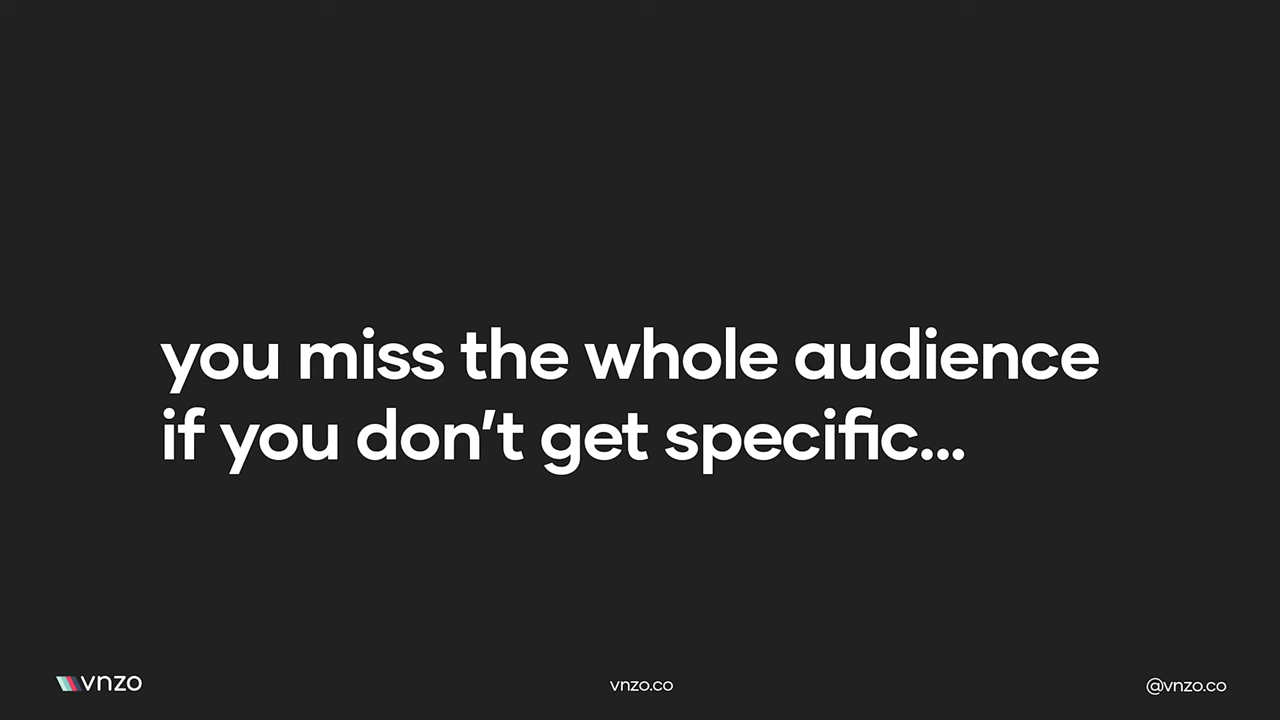 you miss the whole audience
if you don’t get specific...
vnzo
vnzo.co
@vnzo.co